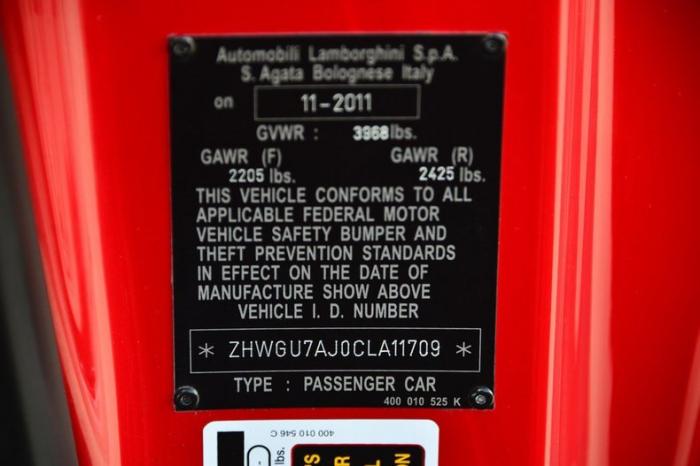 Automobili Lamborghini S.p.A.
S. Agata Bolognese Italy
on 11-2011
GVWR : 3968 lbs.
GAWR (F) GAWR (R)
2205 lbs. 2425 lbs.
THIS VEHICLE CONFORMS TO ALL
APPLICABLE FEDERAL MOTOR
VEHICLE SAFETY BUMPER AND
THEFT PREVENTION STANDARDS
IN EFFECT ON THE DATE OF
MANUFACTURE SHOW ABOVE
VEHICLE I. D. NUMBER
* ZHWGU7AJ0CLA11709 *
TYPE : PASSENGER CAR
400 010 525 K
400 010 546 C
lbs.